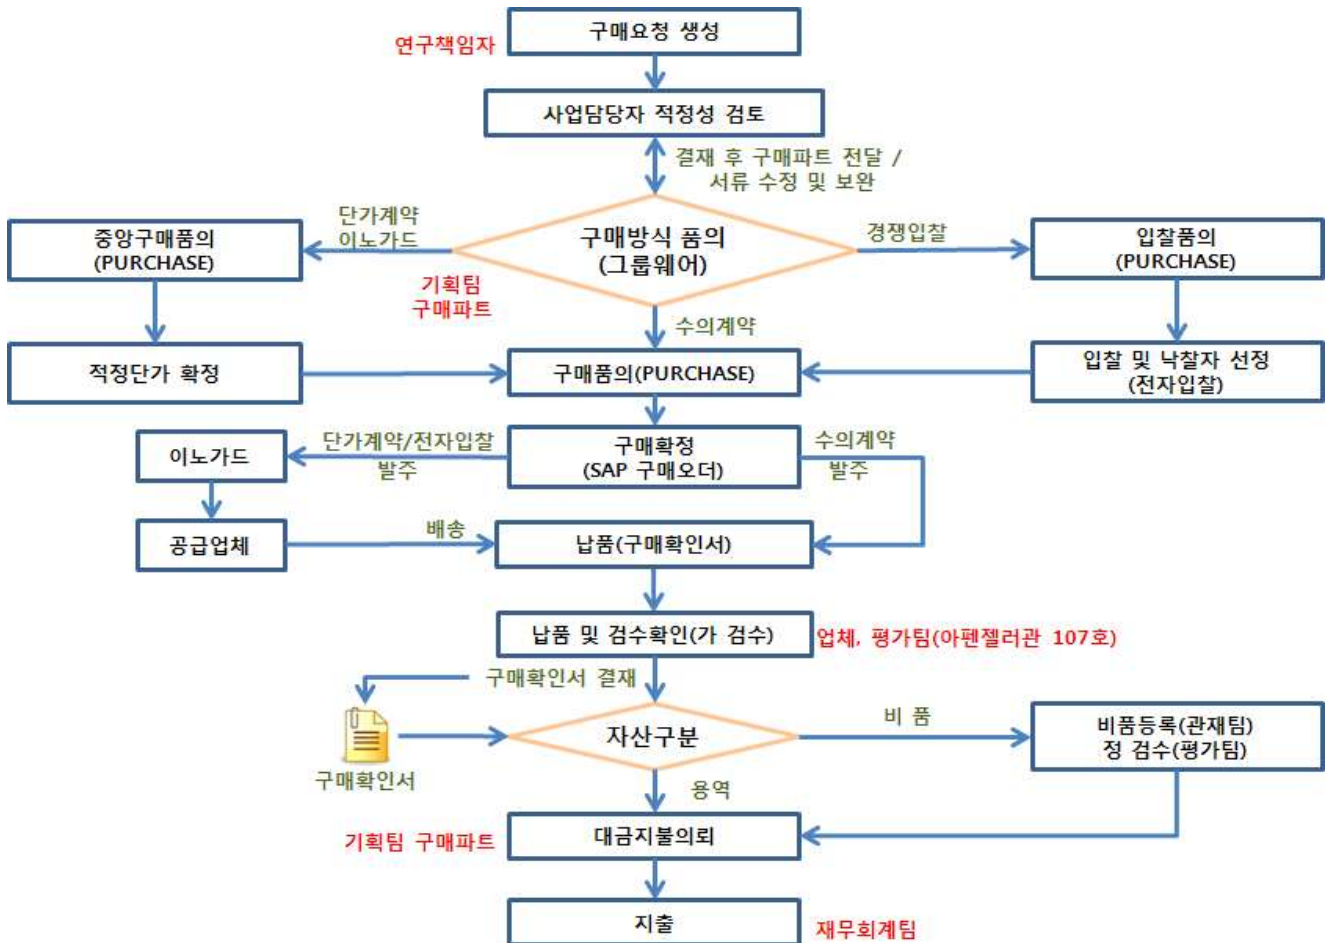 구매요청 생성
연구책임자
사업담당자 적정성 검토
결재 후 구매파트 전달 /
서류 수정 및 보완
단가계약
이노가드
중앙구매품의
(PURCHASE)
구매방식 품의
(그룹웨어)
경쟁입찰
입찰품의
(PURCHASE)
기획팀
구매파트
수의계약
적정단가 확정
구매품의(PURCHASE)
입찰 및 낙찰자 선정
(전자입찰)
이노가드
단가계약/전자입찰
발주
구매확정
(SAP 구매오더)
수의계약
발주
공급업체
배송
납품(구매확인서)
납품 및 검수확인(가 검수)
업체, 평가팀(아펜젤러관 107호)
구매확인서 결재
구매확인서
자산구분
비 품
비품등록(관재팀)
정 검수(평가팀)
용역
기획팀 구매파트
대금지불의뢰
지출
재무회계팀